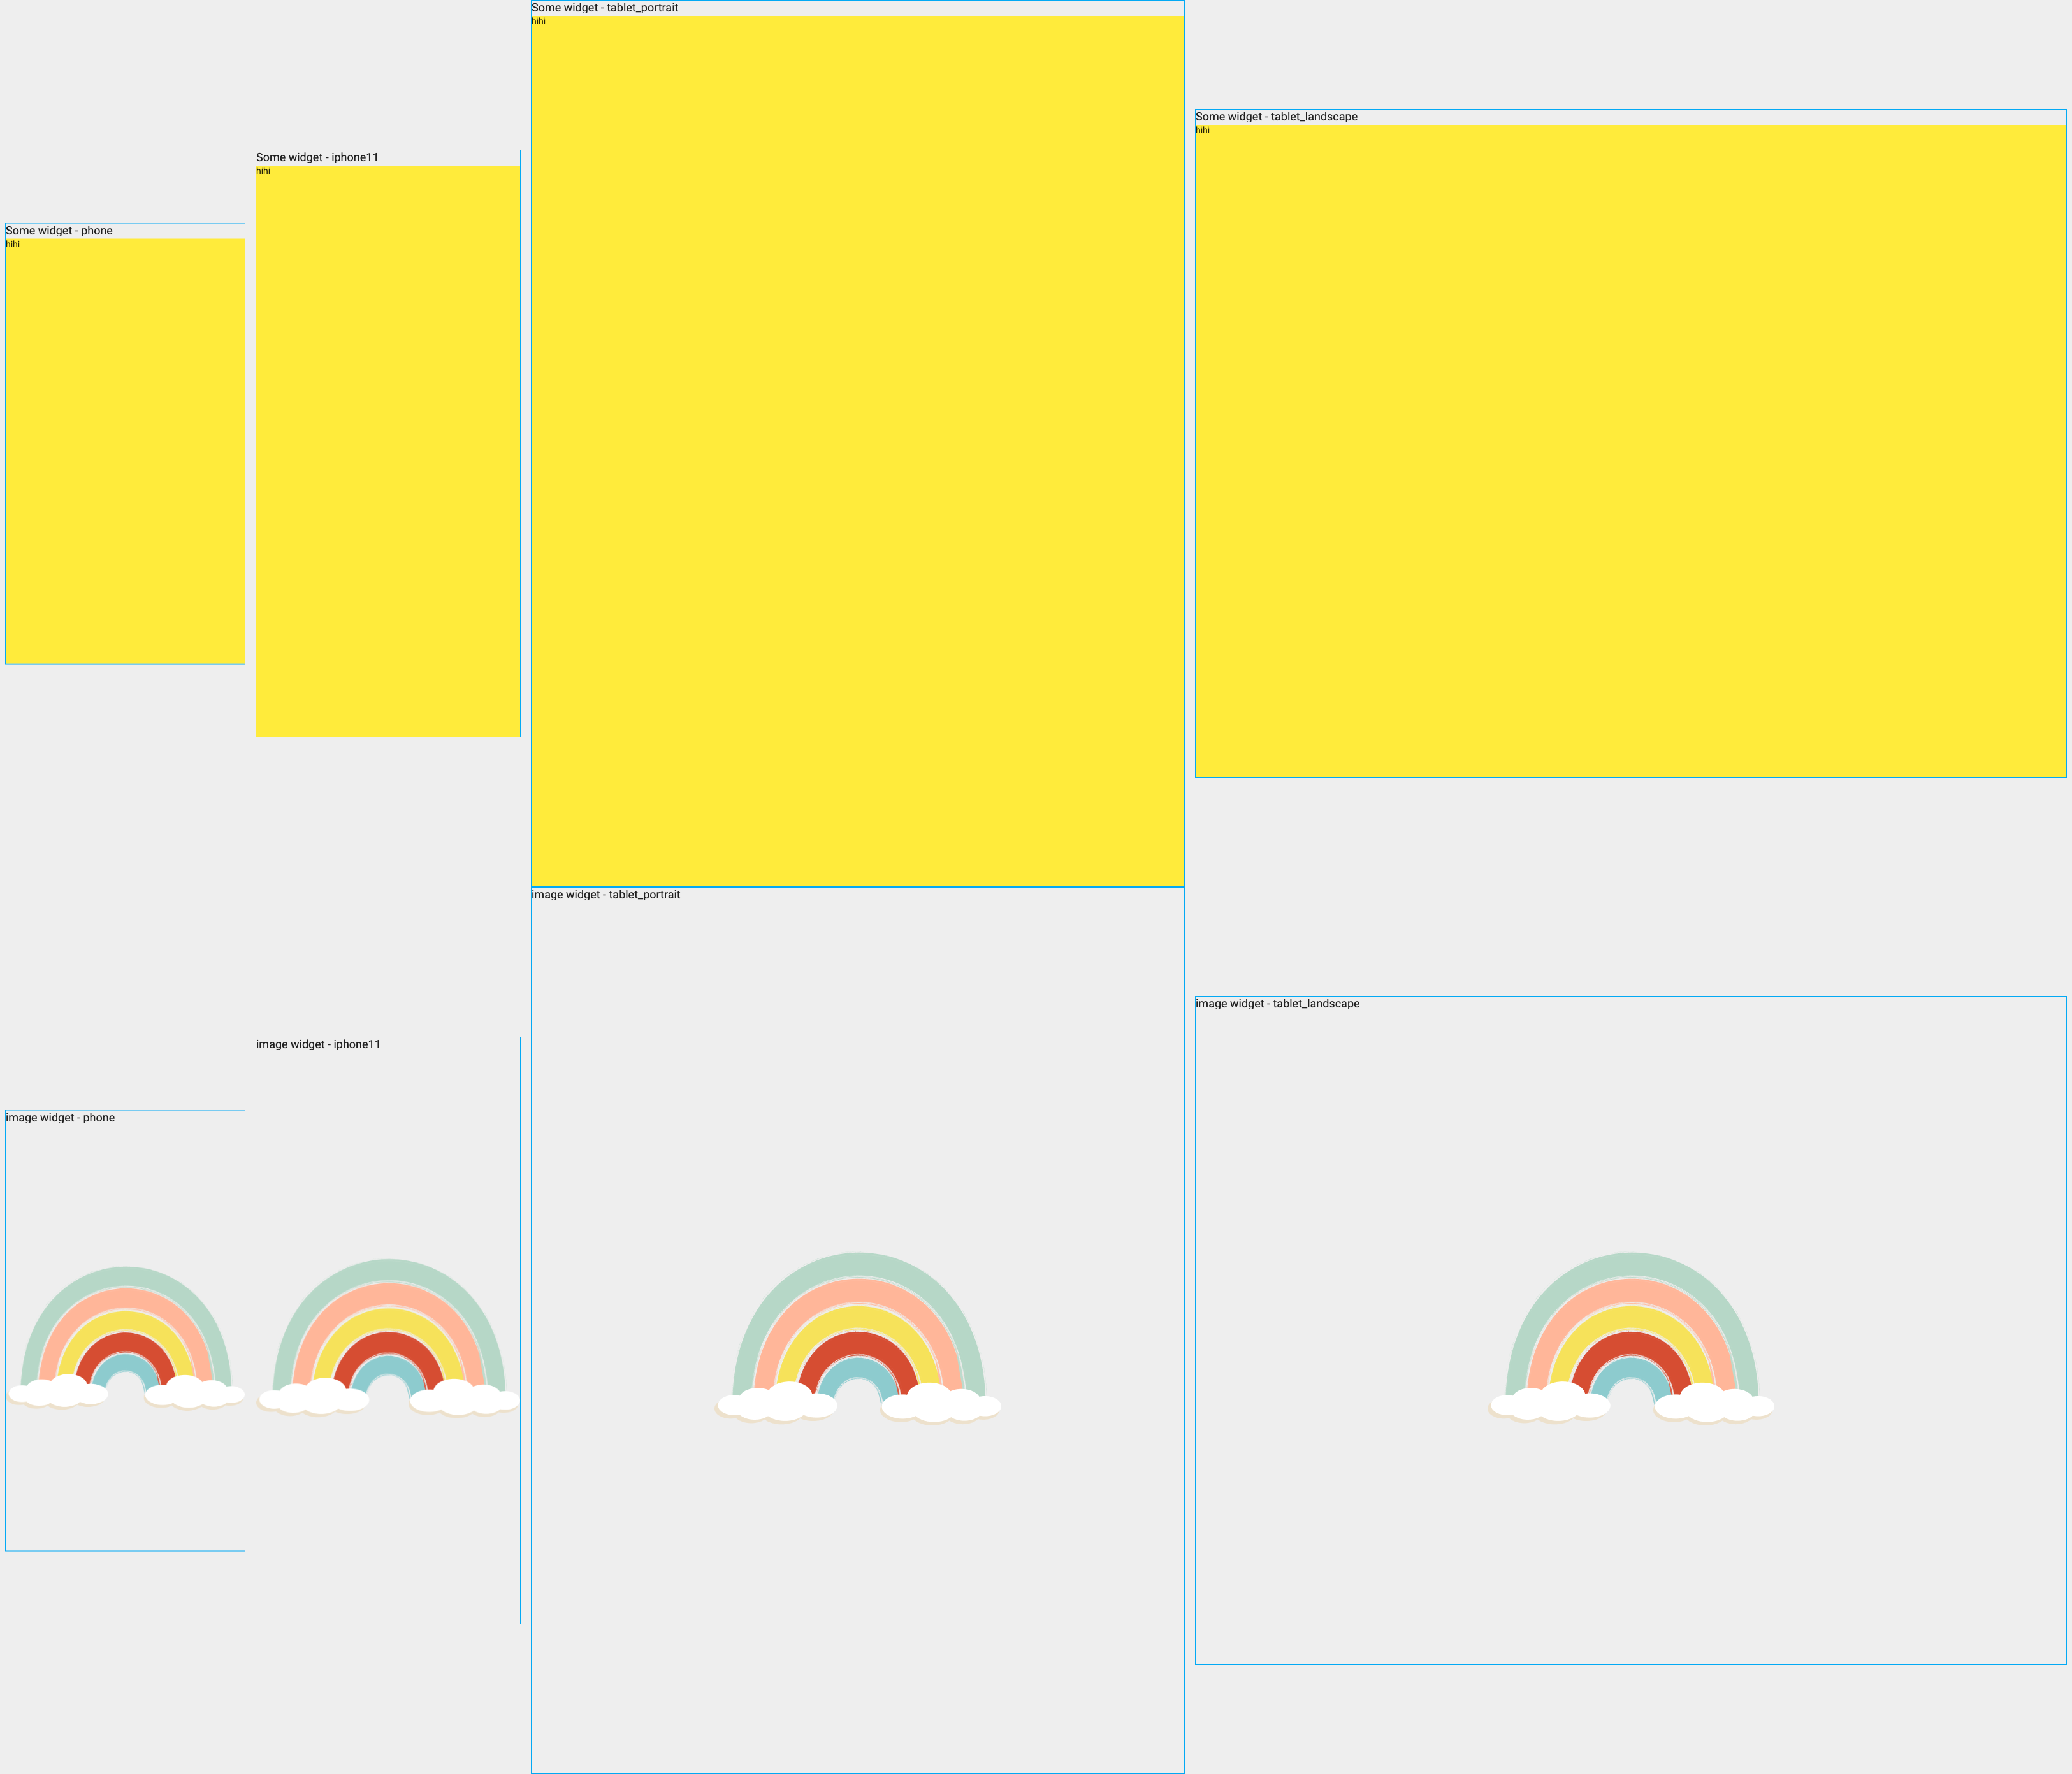 Some widget - phone
hihi
Some widget - iphone11
hihi
Some widget - tablet_portrait
hihi
Some widget - tablet_landscape
hihi
image widget - phone
image widget - iphone11
image widget - tablet_portrait
image widget - tablet_landscape